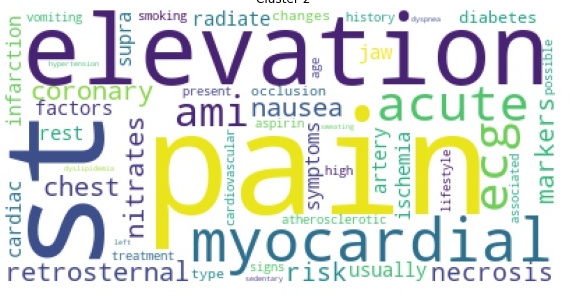 Cluster 2
vomiting
smoking
radiate
changes
history
dyspnea
diabetes
infarction
elevation
supra
jaw
age
possible
hypertension
coronary
present
occlusion
factors
ami
nausea
acute
markers
rest
st
nitrates
aspirin
sweating
pain
ecg
cardiovascular
symptoms
high
artery
ischemia
lifestyle
associated
dyslipidemia
chest
cardiac
atherosclerotic
left
treatment
myocardial
retrosternal
type
signs
sedentary
risk
usually
necrosis